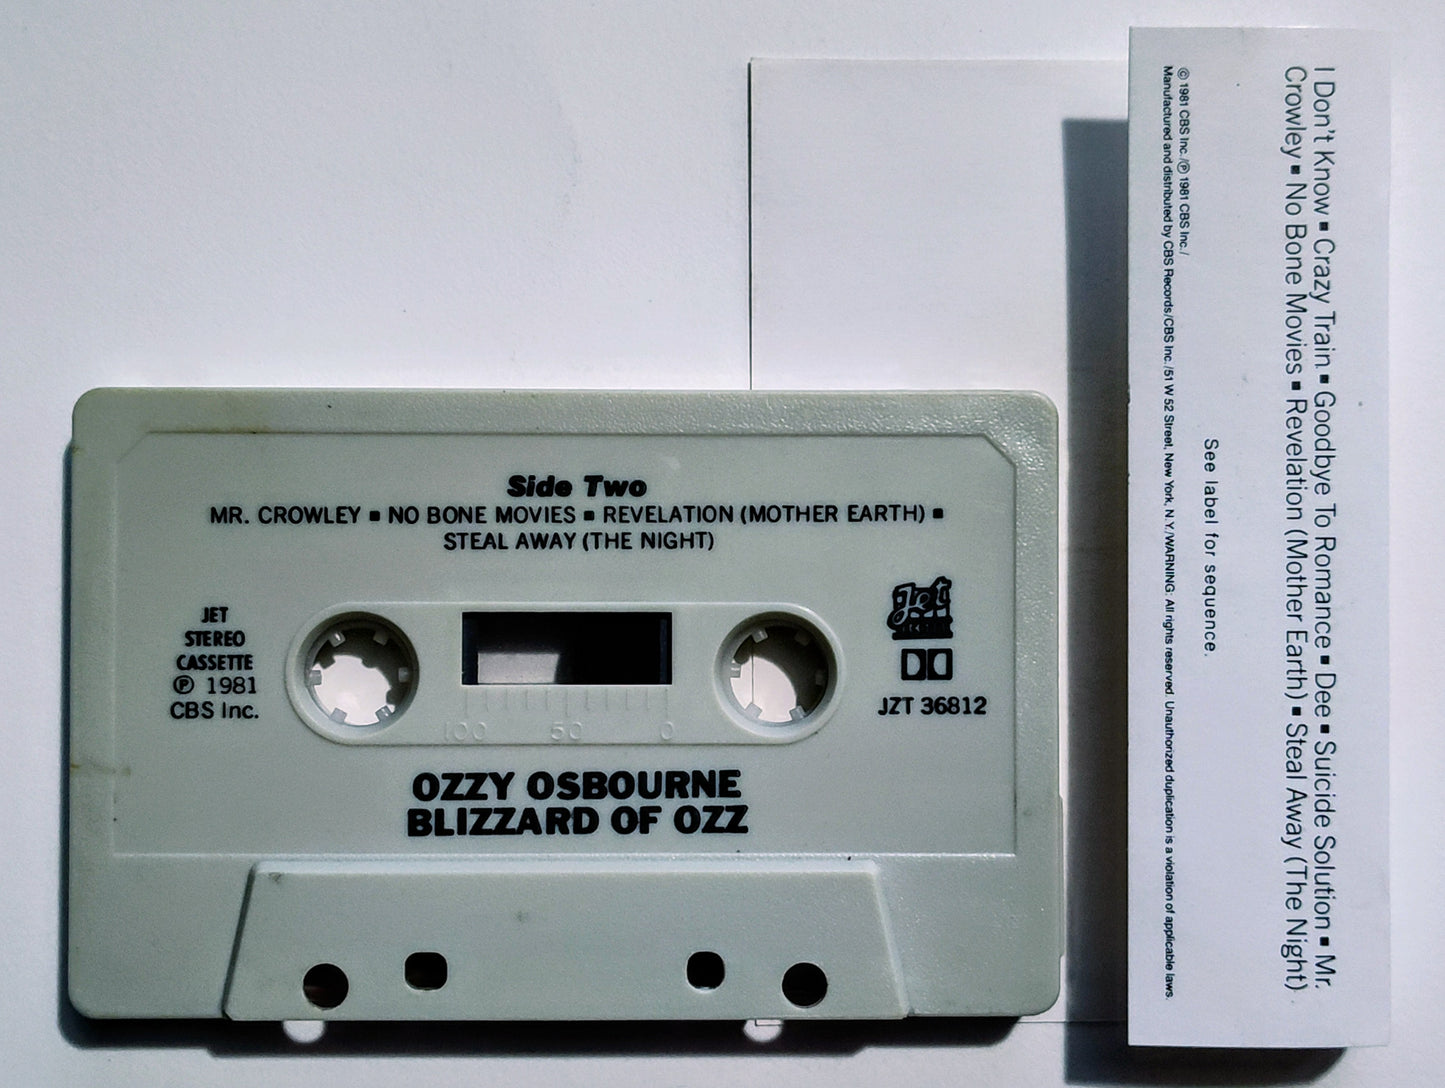 Side Two
MR. CROWLEY ▪ NO BONE MOVIES ▪ REVELATION (MOTHER EARTH) ▪
STEAL AWAY (THE NIGHT)
JET
STEREO
CASSETTE
℗ 1981
CBS Inc.
100 50 0
Jet
RECORDS
JZT 36812
OZZY OSBOURNE
BLIZZARD OF OZZ
I Don't Know ▪ Crazy Train ▪ Goodbye To Romance ▪ Dee ▪ Suicide Solution ▪ Mr.
Crowley ▪ No Bone Movies ▪ Revelation (Mother Earth) ▪ Steal Away (The Night)
See label for sequence.
© 1981 CBS Inc./℗ 1981 CBS Inc./
Manufactured and distributed by CBS Records/CBS Inc./51 W 52 Street, New York, N.Y./WARNING: All rights reserved. Unauthorized duplication is a violation of applicable laws.